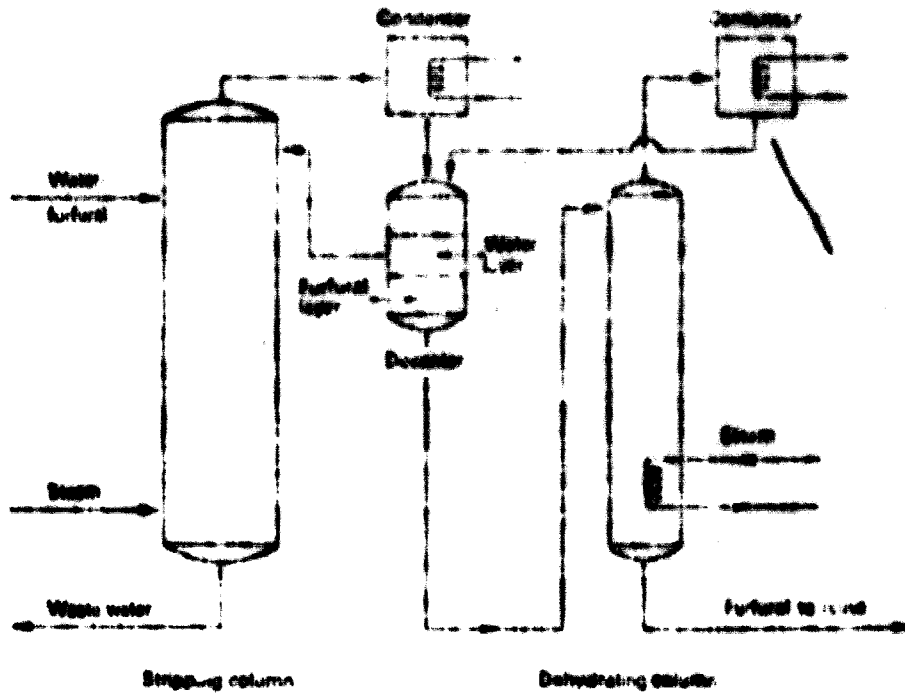 Condenser
Condenser
Water
furfural
Water
Layer
Furfural
layer
Decanter
Steam
Steam
Waste water
Furfural to
Stripping column
Dehydrating column